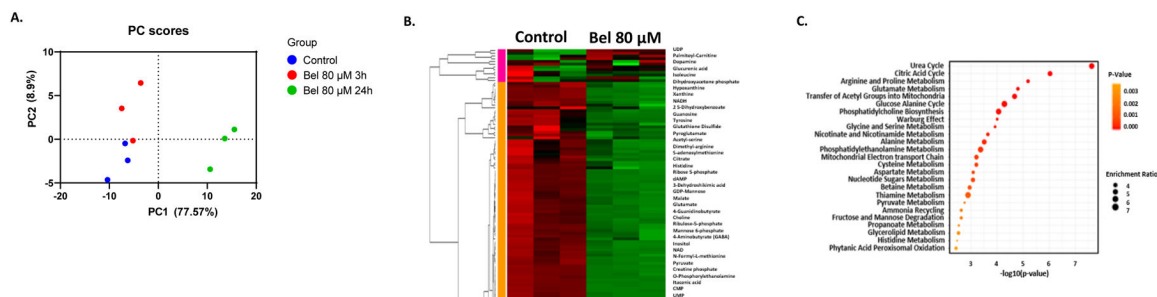 A.
PC scores
PC2 (8.9%)
10
5
0
-5
-20
-10
0
10
20
PC1 (77.57%)
Group
Control
Bel 80 µM 3h
Bel 80 µM 24h
B.
Control
Bel 80 µM
UDP
Palmitoyl-Carnitine
Dopamine
Glucuronic acid
Isoleucine
Dihydroxyacetone phosphate
Hypoxanthine
Xanthine
NADH
2 5-Dihydroxybenzoate
Guanosine
Tyrosine
Glutathione Disulfide
Pyroglutamate
Acetyl-serine
Dimethyl-arginine
S-adenosylmethionine
Citrulline
Histidine
Ribose 5-phosphate
dAMP
3-Dehydroshikimic acid
GDP-Mannose
Malate
Glutamate
4-Guanidinobutyrate
Choline
Ribulose-5-phosphate
Mannose 6-phosphate
4-Aminobutyrate (GABA)
Inositol
NAD
N-Formyl-L-methionine
Pyruvate
Creatine phosphate
O-Phosphorylethanolamine
Itaconic acid
CMP
UMP
C.
Urea Cycle
Citric Acid Cycle
Arginine and Proline Metabolism
Glutamate Metabolism
Transfer of Acetyl Groups into Mitochondria
Glucose Alanine Cycle
Phosphatidylcholine Biosynthesis
Warburg Effect
Glycine and Serine Metabolism
Nicotinate and Nicotinamide Metabolism
Alanine Metabolism
Phosphatidylethanolamine Metabolism
Mitochondrial Electron transport Chain
Cysteine Metabolism
Aspartate Metabolism
Nucleotide Sugars Metabolism
Betaine Metabolism
Thiamine Metabolism
Pyruvate Metabolism
Ammonia Recycling
Fructose and Mannose Degradation
Propanoate Metabolism
Glycerolipid Metabolism
Histidine Metabolism
Phytanic Acid Peroxisomal Oxidation
3
4
5
6
7
-log10(p-value)
P-Value
0.003
0.002
0.001
0.000
Enrichment Ratio
4
5
6
7